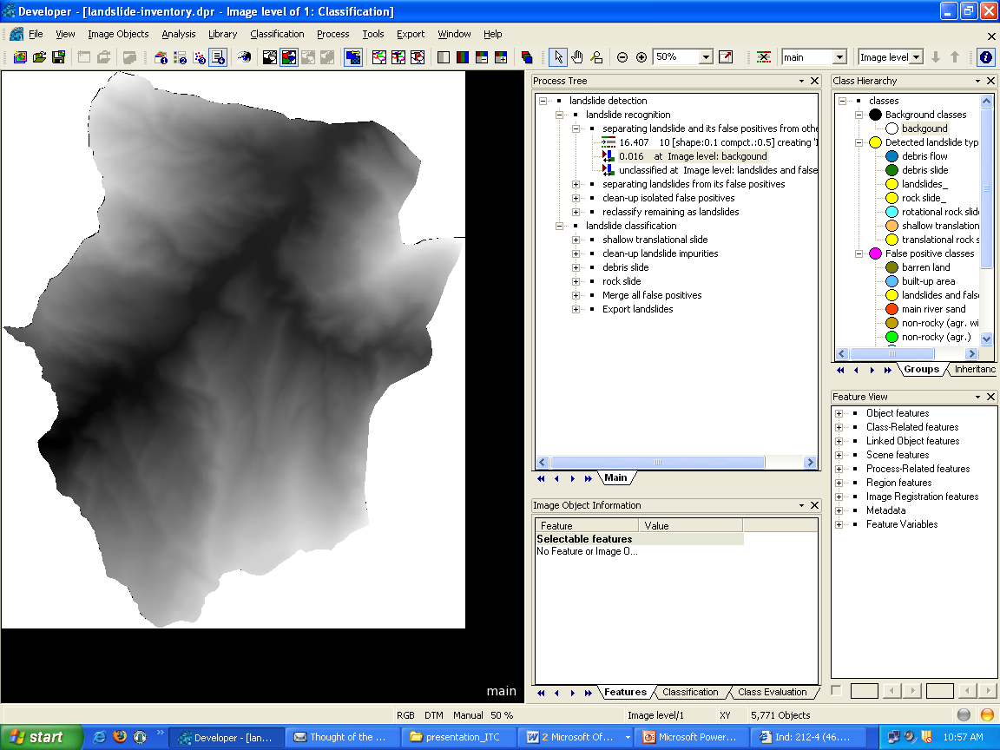 Developer - [landslide-inventory.dpr - Image level of 1: Classification]
File View Image Objects Analysis Library Classification Process Tools Export Window Help
50% main Image level
Process Tree
landslide detection
landslide recognition
separating landslide and its false positives from othe
16.407 10 [shape:0.1 compct.:0.5] creating '
0.016 at Image level: backgound
unclassified at Image level: landslides and false
separating landslides from its false positives
clean-up isolated false positives
reclassify remaining as landslides
landslide classification
shallow translational slide
clean-up landslide impurities
debris slide
rock slide
Merge all false positives
Export landslides
Main
Class Hierarchy
classes
Background classes
backgound
Detected landslide typ
debris flow
debris slide
landslides_
rock slide_
rotational rock slide
shallow translation
translational rock s
False positive classes
barren land
built-up area
landslides and false
main river sand
non-rocky (agr. wi
non-rocky (agr.)
Groups Inheritanc
Feature View
Object features
Class-Related features
Linked Object features
Scene features
Process-Related features
Region features
Image Registration features
Metadata
Feature Variables
Image Object Information
Feature Value
Selectable features
No Feature or Image O...
Features Classification Class Evaluation
main
RGB DTM Manual 50 % Image level/1 XY 5,771 Objects
start Developer - [lan... Thought of the ... presentation_ITC 2 Microsoft Of... Microsoft Power... Ind: 212-4 (46.... 10:57 AM